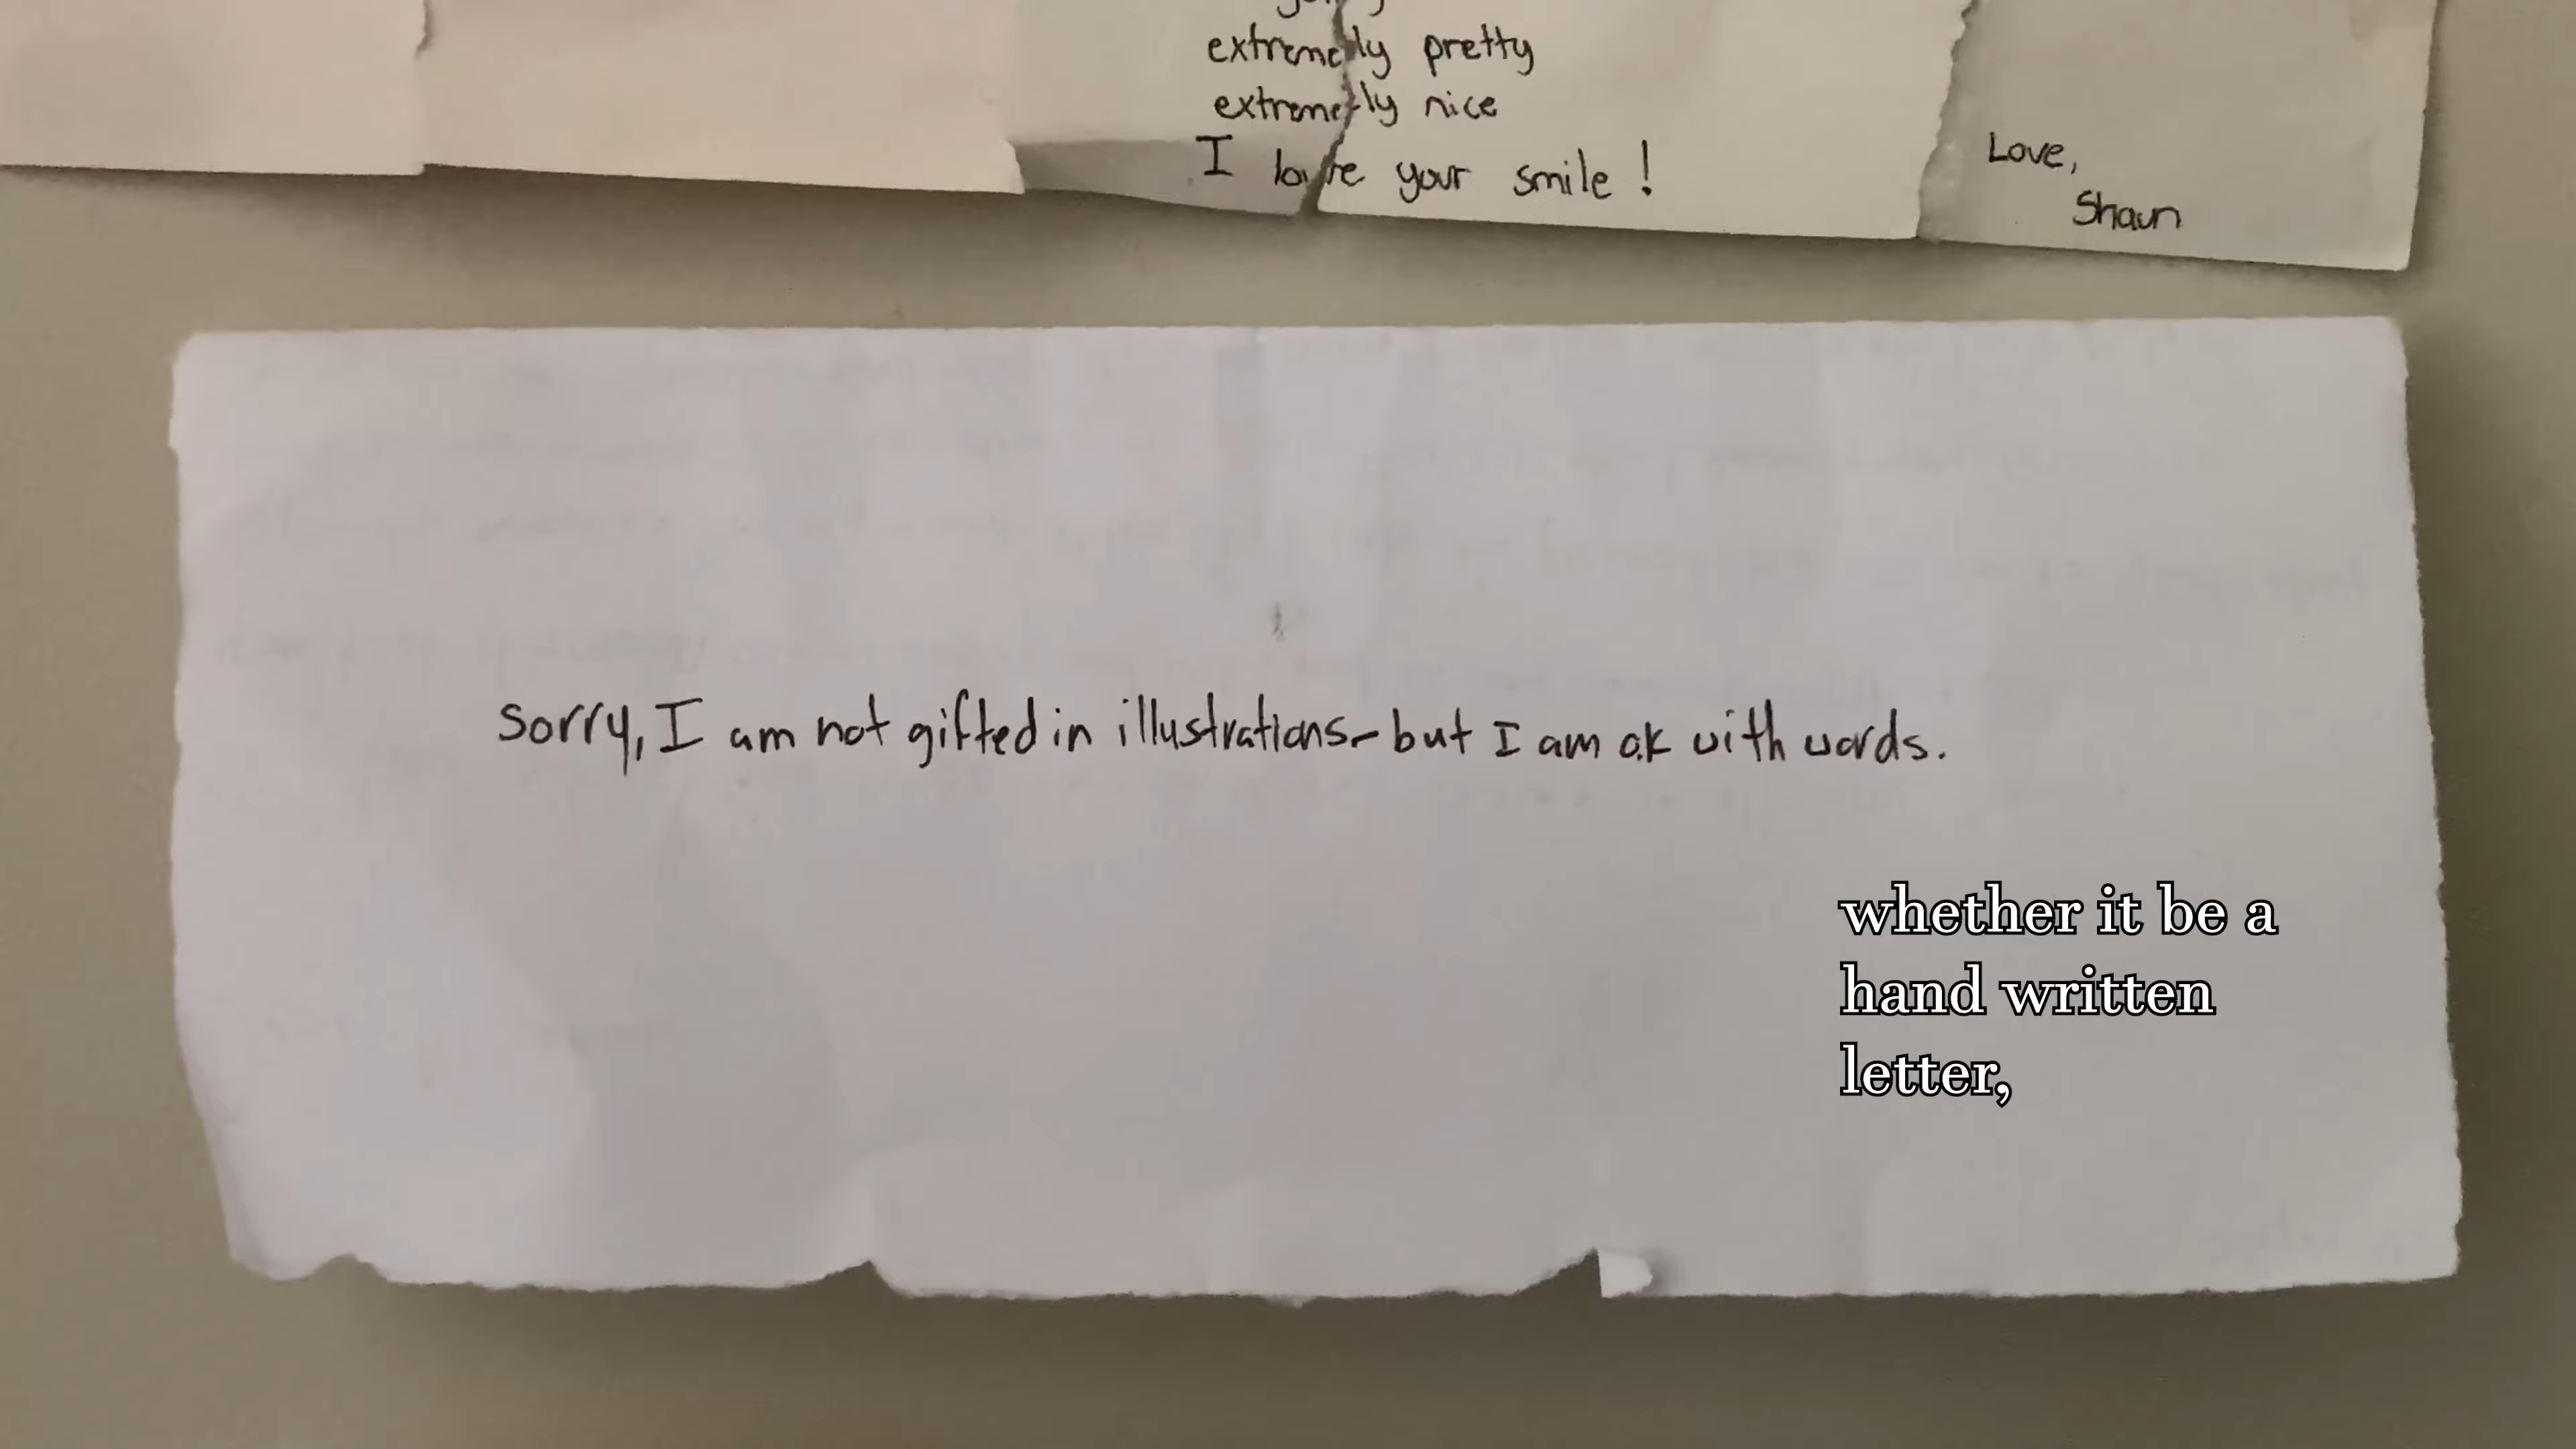 extremely pretty
extremely nice
I love your smile!
Love,
Shaun
Sorry, I am not gifted in illustrations- but I am ok with words.
whether it be a
hand written
letter,